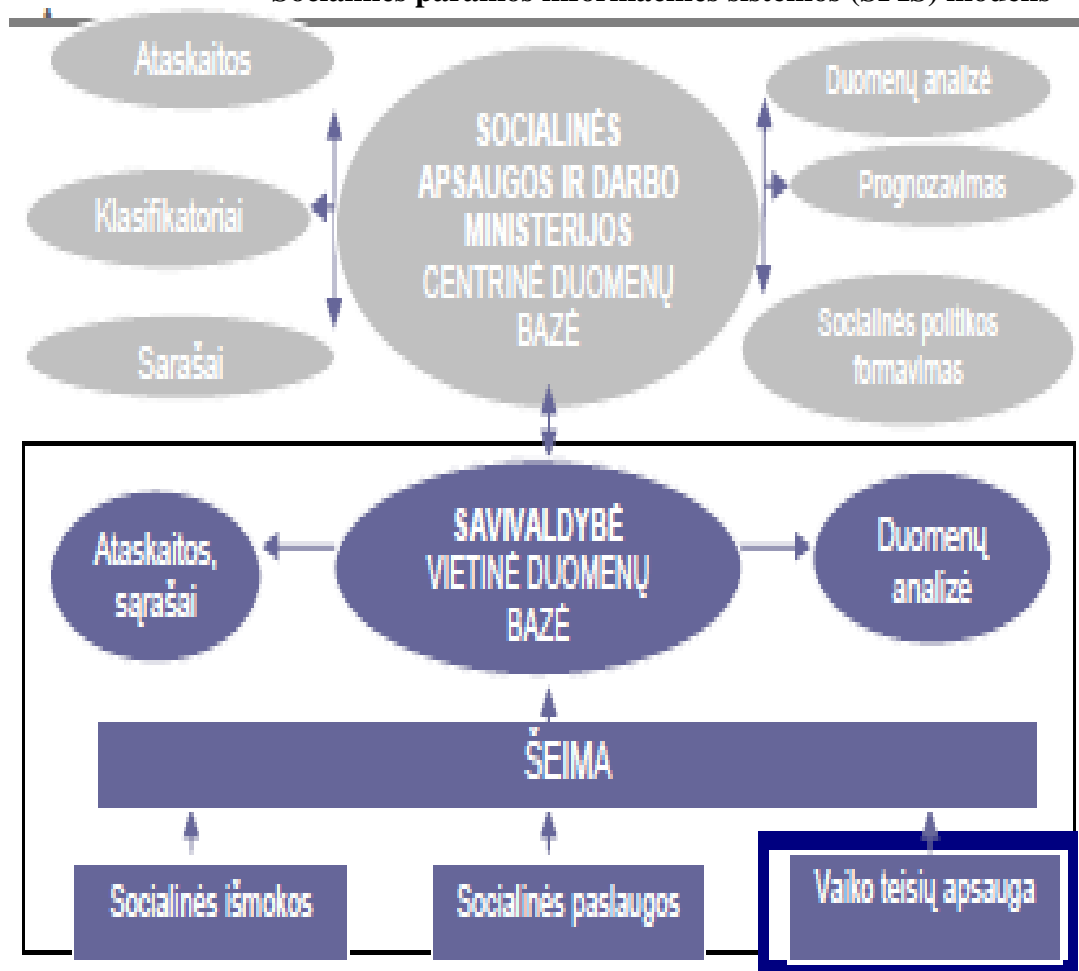 Socialinės paramos informacinės sistemos (SPIS) modelis
Ataskaitos
Klasifikatoriai
Sarašai
SOCIALINĖS
APSAUGOS IR DARBO
MINISTERIJOS
CENTRINĖ DUOMENŲ
BAZĖ
Duomenų analizė
Prognozavimas
Socialinės politikos
formavimas
Ataskaitos,
sąrašai
SAVIVALDYBĖ
VIETINĖ DUOMENŲ
BAZĖ
Duomenų
analizė
ŠEIMA
Socialinės išmokos
Socialinės paslaugos
Vaiko teisių apsauga